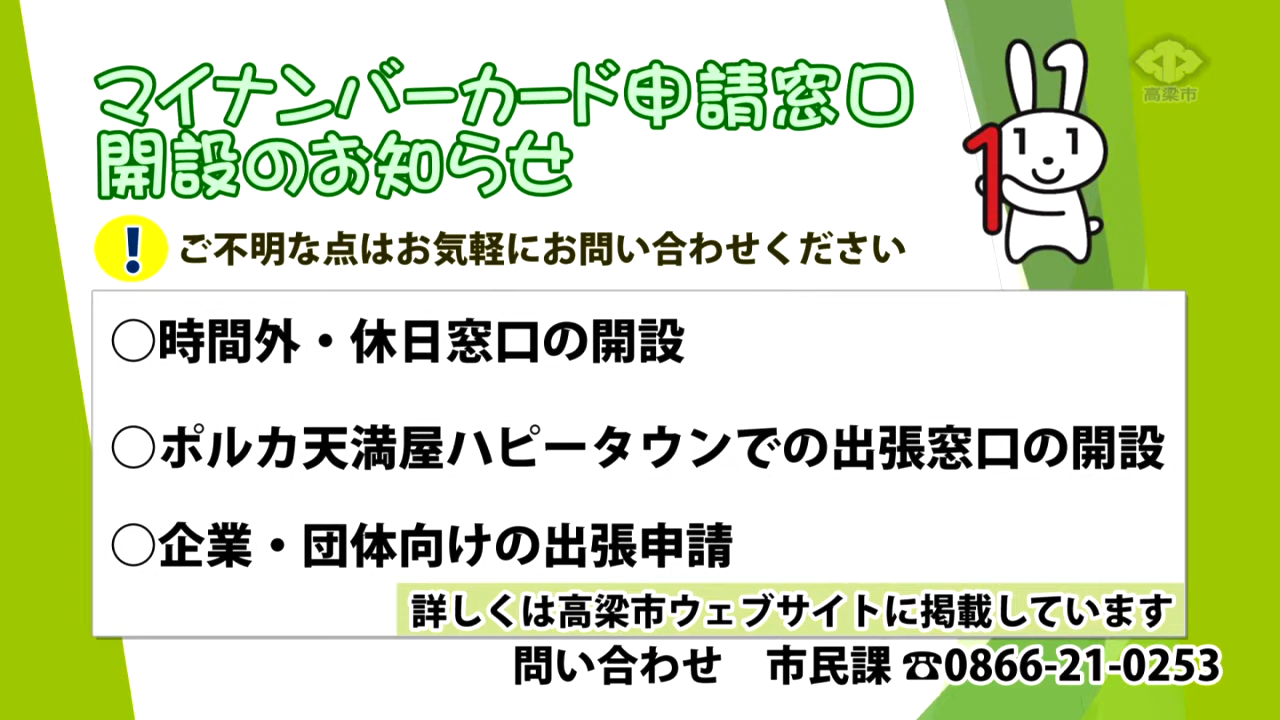 マイナンバーカード申請窓口
開設のお知らせ
高梁市
! ご不明な点はお気軽にお問い合わせください
○時間外・休日窓口の開設
○ポルカ天満屋ハピータウンでの出張窓口の開設
○企業・団体向けの出張申請
詳しくは高梁市ウェブサイトに掲載しています
問い合わせ　市民課 ☎0866-21-0253